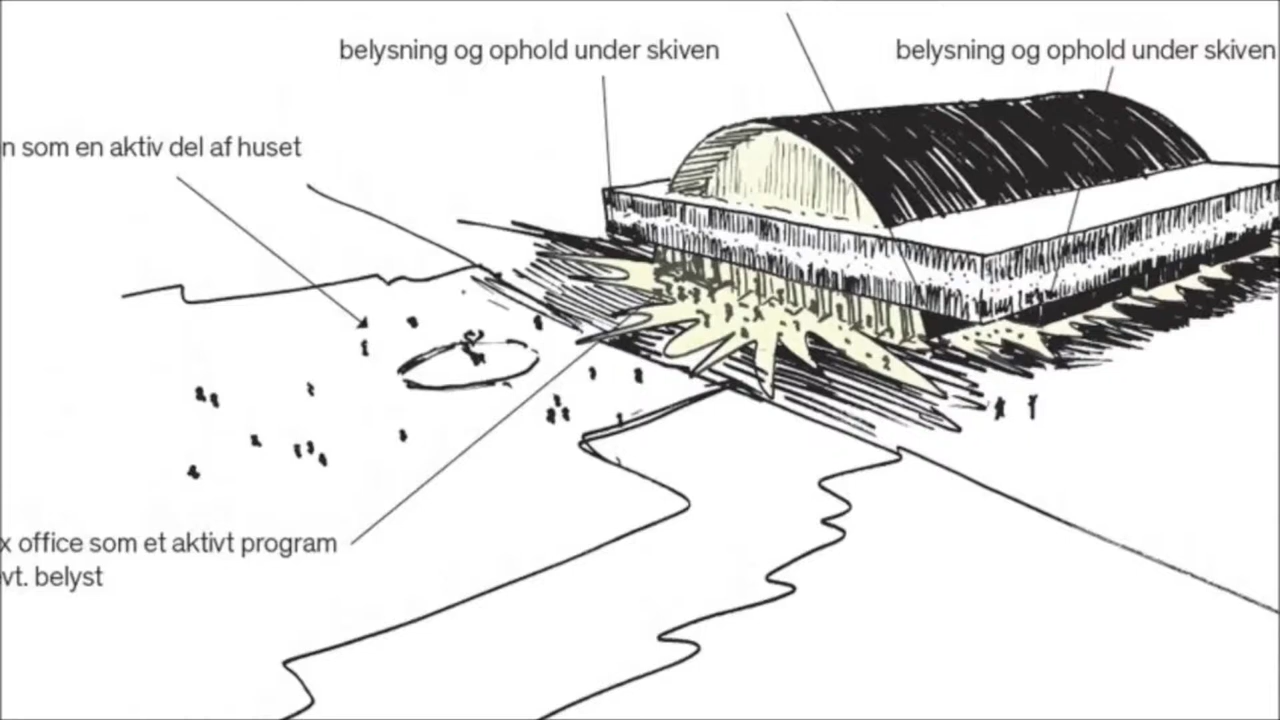 belysning og ophold under skiven
belysning og ophold under skiven
som en aktiv del af huset
office som et aktivt program
belyst